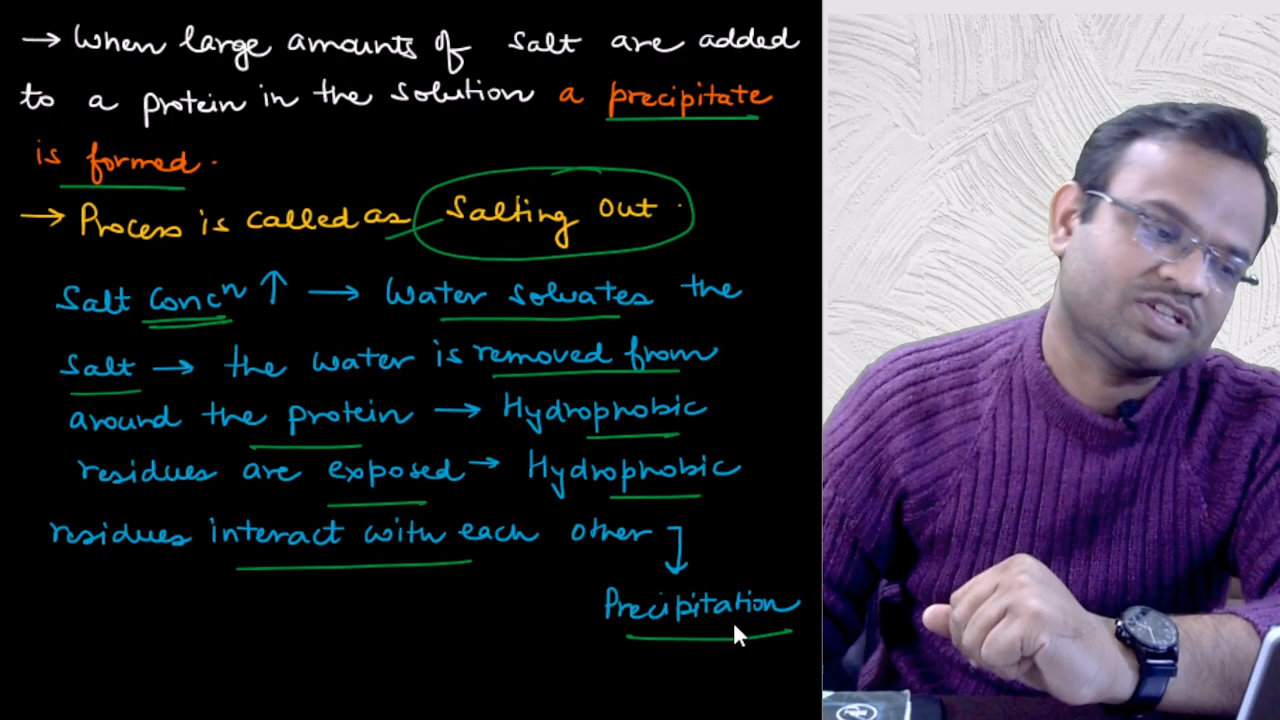 → When large amounts of salt are added
to a protein in the solution a precipitate
is formed.
→ Process is called as Salting Out.
Salt Concⁿ ↑ → Water solvates the
Salt → the water is removed from
around the protein → Hydrophobic
residues are exposed → Hydrophobic
residues interact with each other
Precipitation